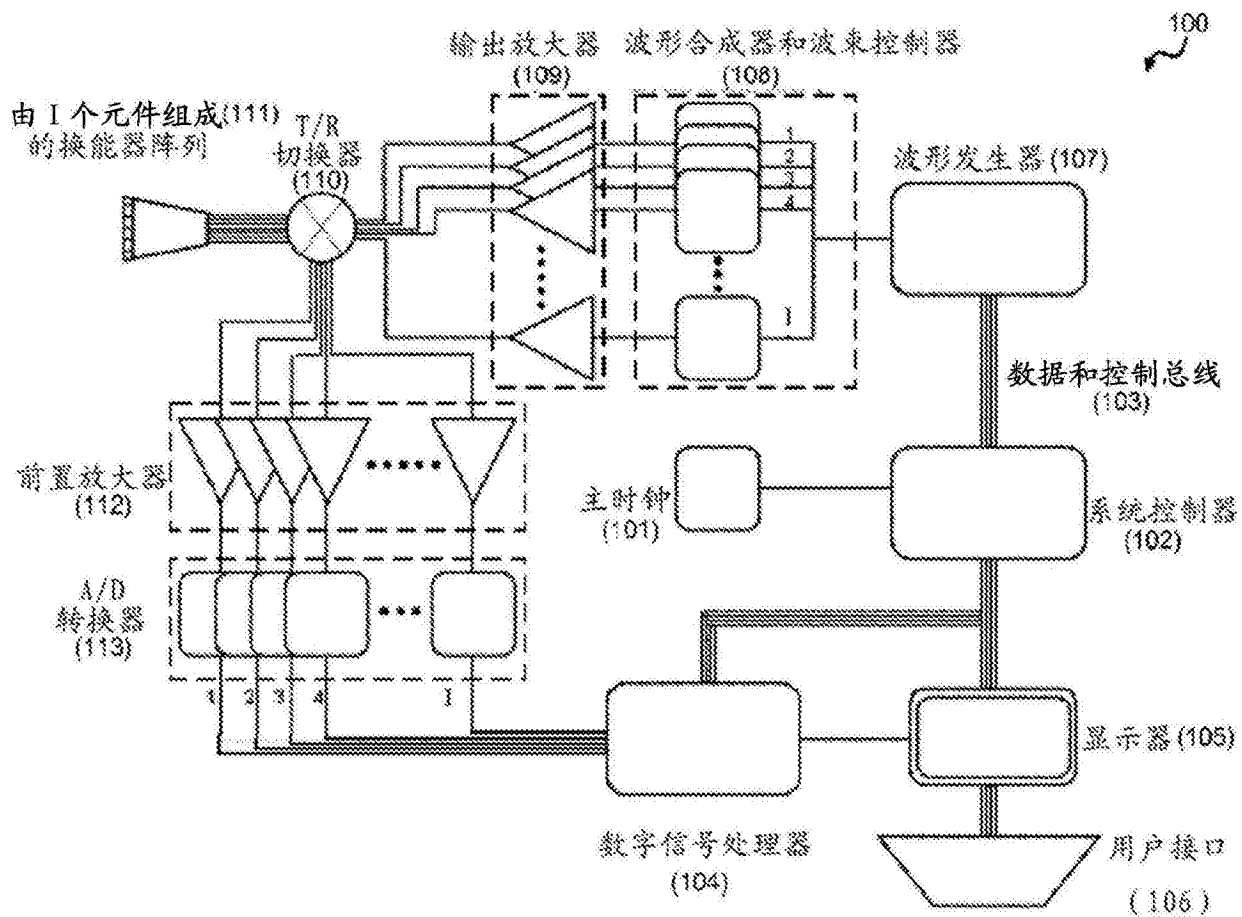 100
输出放大器
(109)
波形合成器和波束控制器
(108)
由 I 个元件组成(111)
的换能器阵列
T/R
切换器
(110)
1
2
3
4
I
波形发生器(107)
数据和控制总线
(103)
前置放大器
(112)
主时钟
(101)
系统控制器
(102)
A/D
转换器
(113)
1 2 3 4 I
显示器(105)
数字信号处理器
(104)
用户接口
(106)